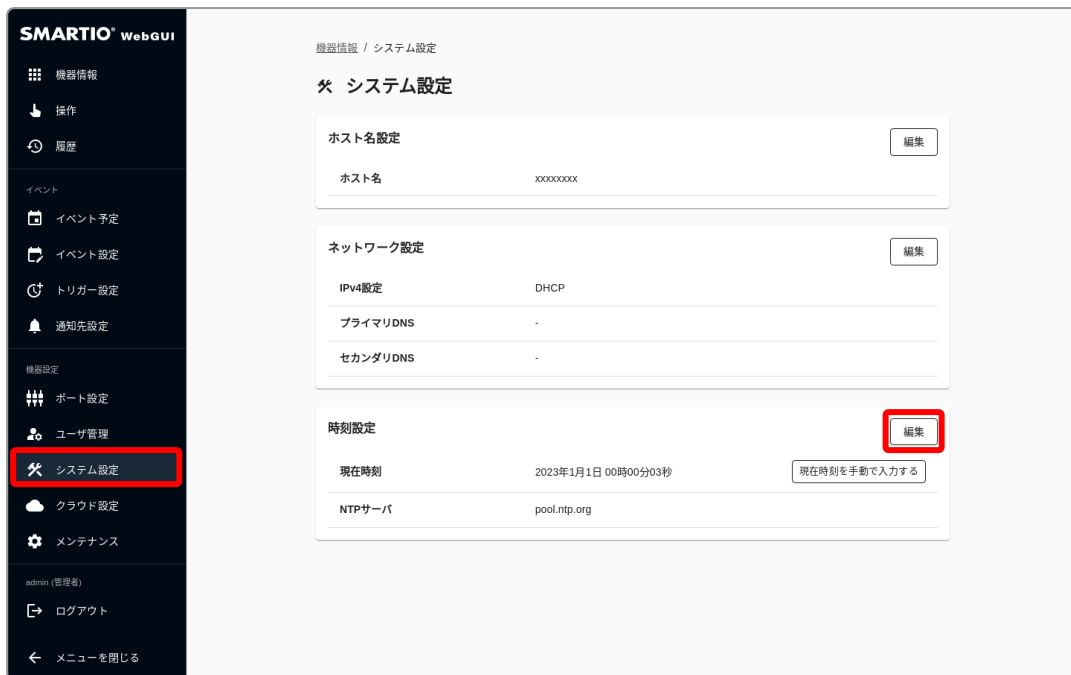 SMARTIO® WebGUI
機器情報
操作
履歴
イベント
イベント予定
イベント設定
トリガー設定
通知先設定
機器設定
ポート設定
ユーザ管理
システム設定
クラウド設定
メンテナンス
admin (管理者)
ログアウト
メニューを閉じる
機器情報 / システム設定
システム設定
ホスト名設定 編集
ホスト名 xxxxxxxx
ネットワーク設定 編集
IPv4設定 DHCP
プライマリDNS -
セカンダリDNS -
時刻設定 編集
現在時刻 2023年1月1日 00時00分03秒 現在時刻を手動で入力する
NTPサーバ pool.ntp.org